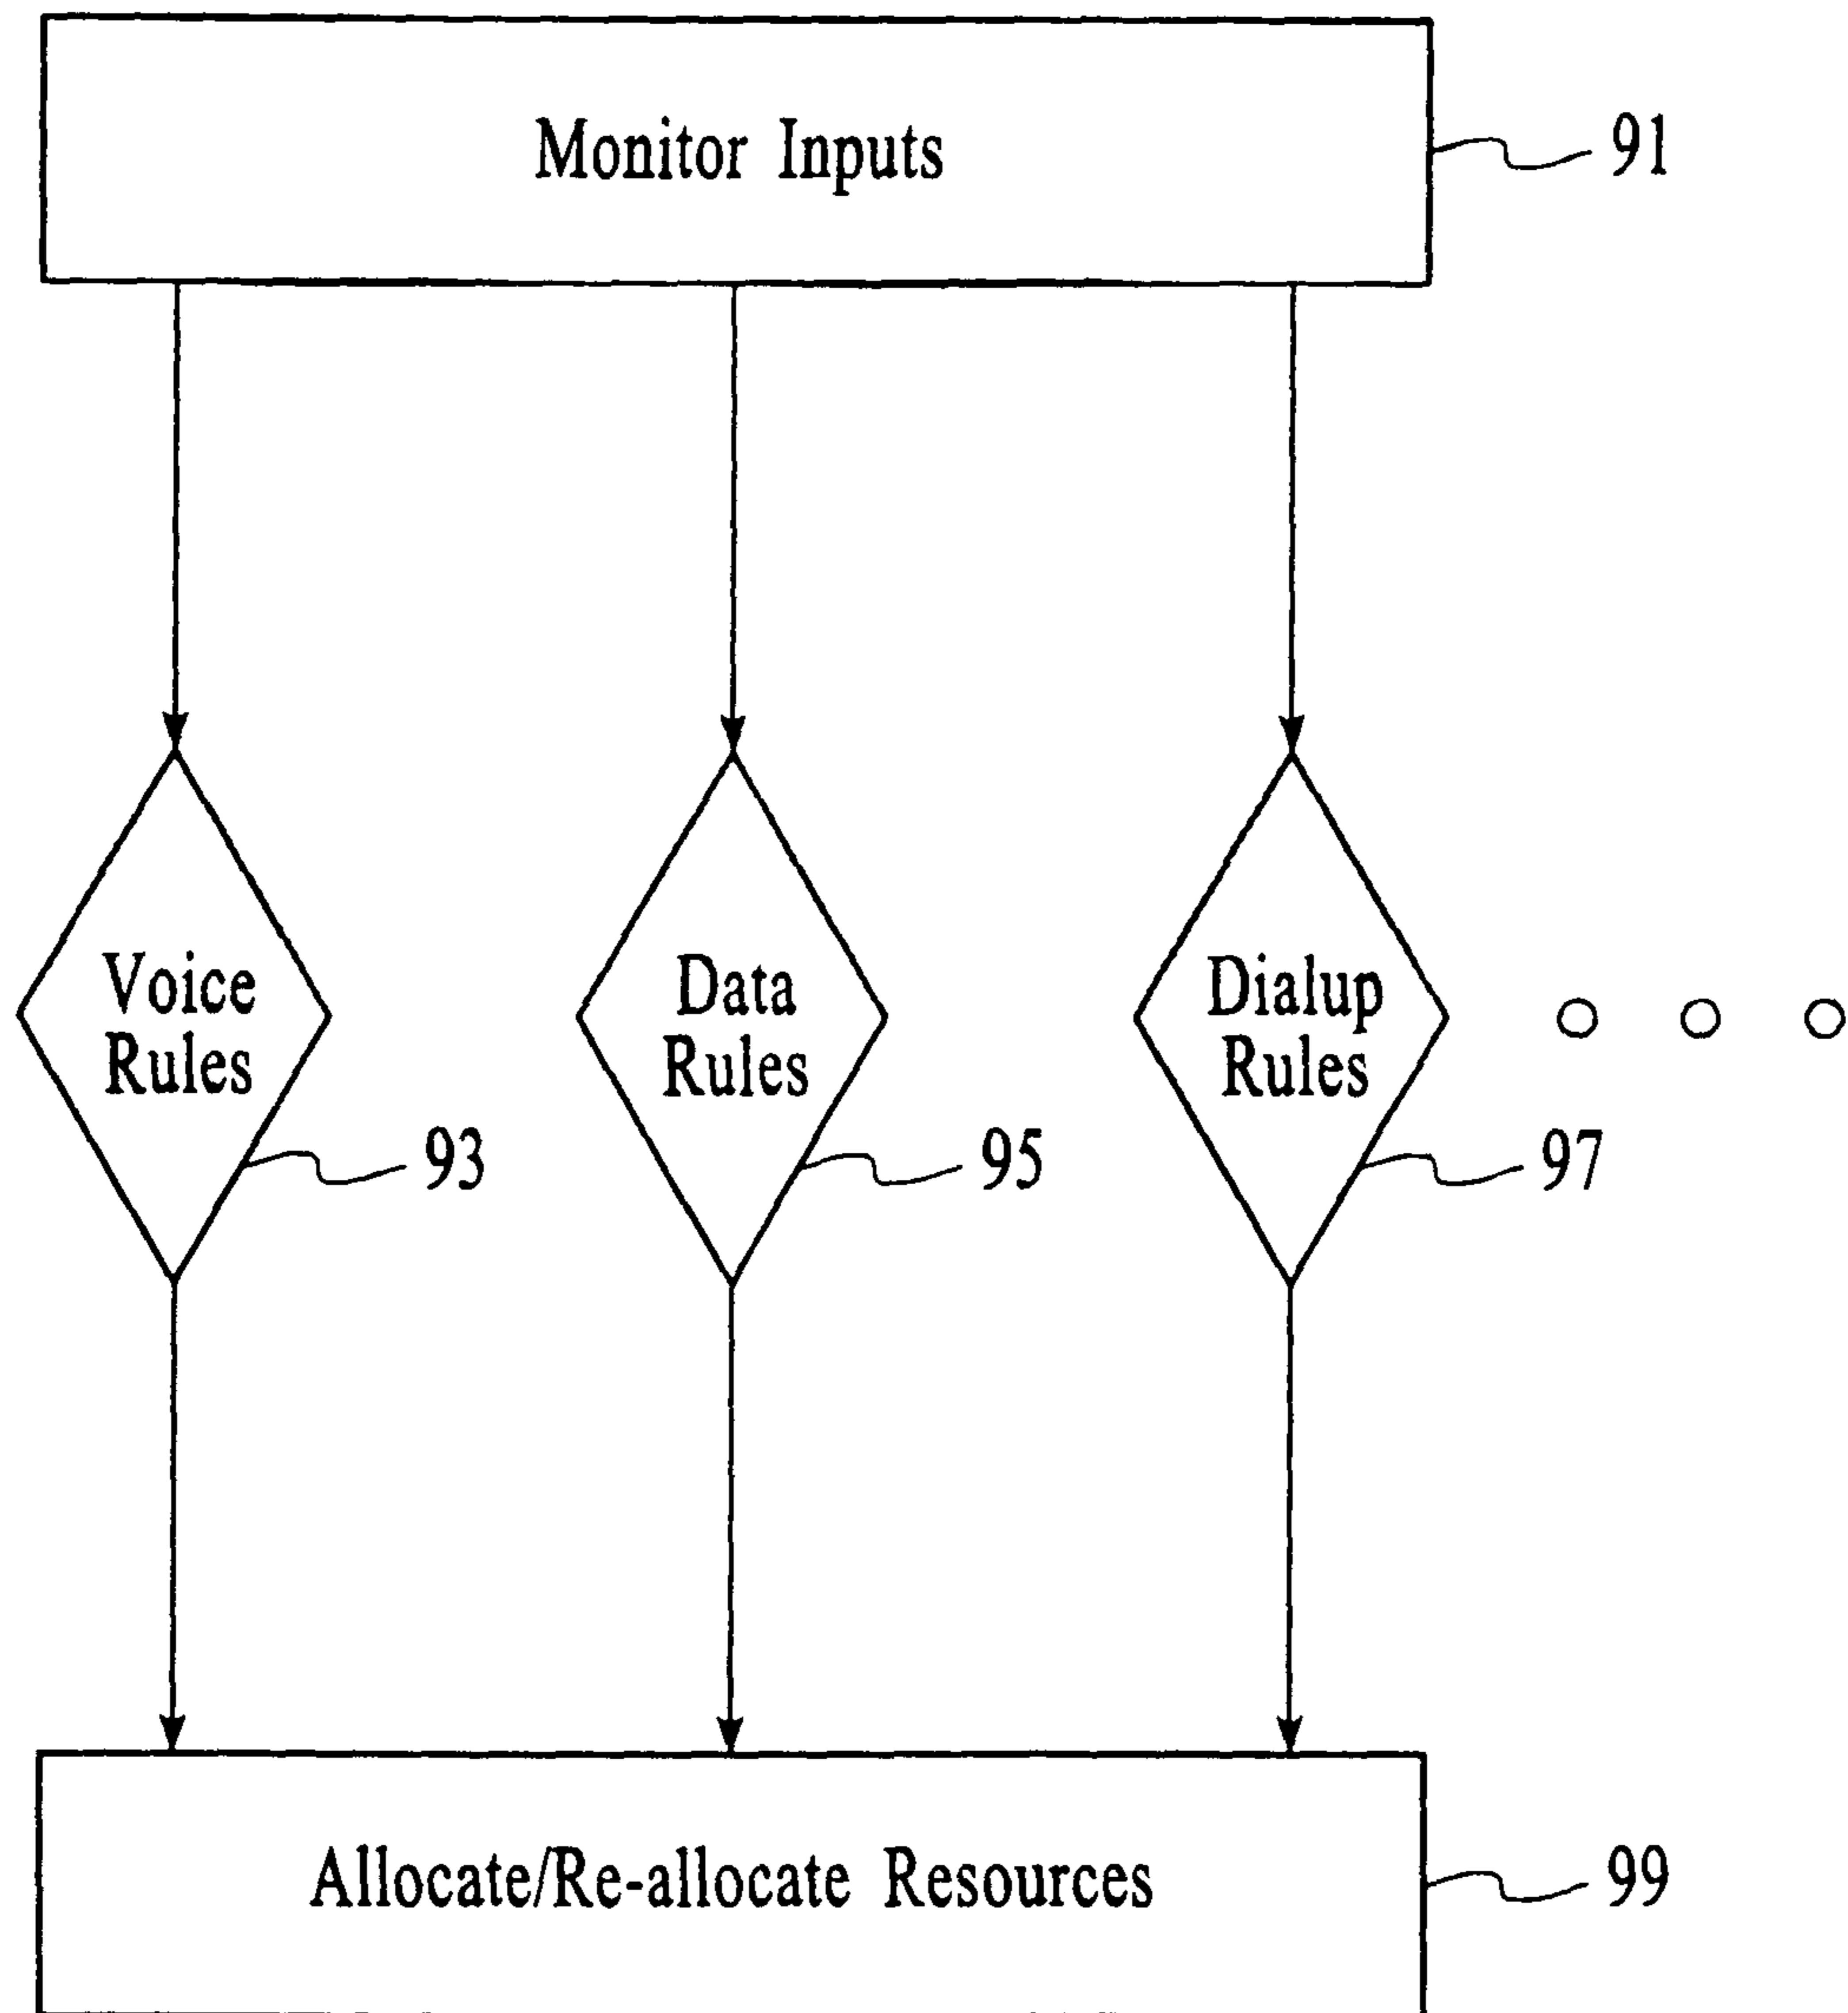 Monitor Inputs
91
Voice
Rules
93
Data
Rules
95
Dialup
Rules
97
Allocate/Re-allocate Resources
99